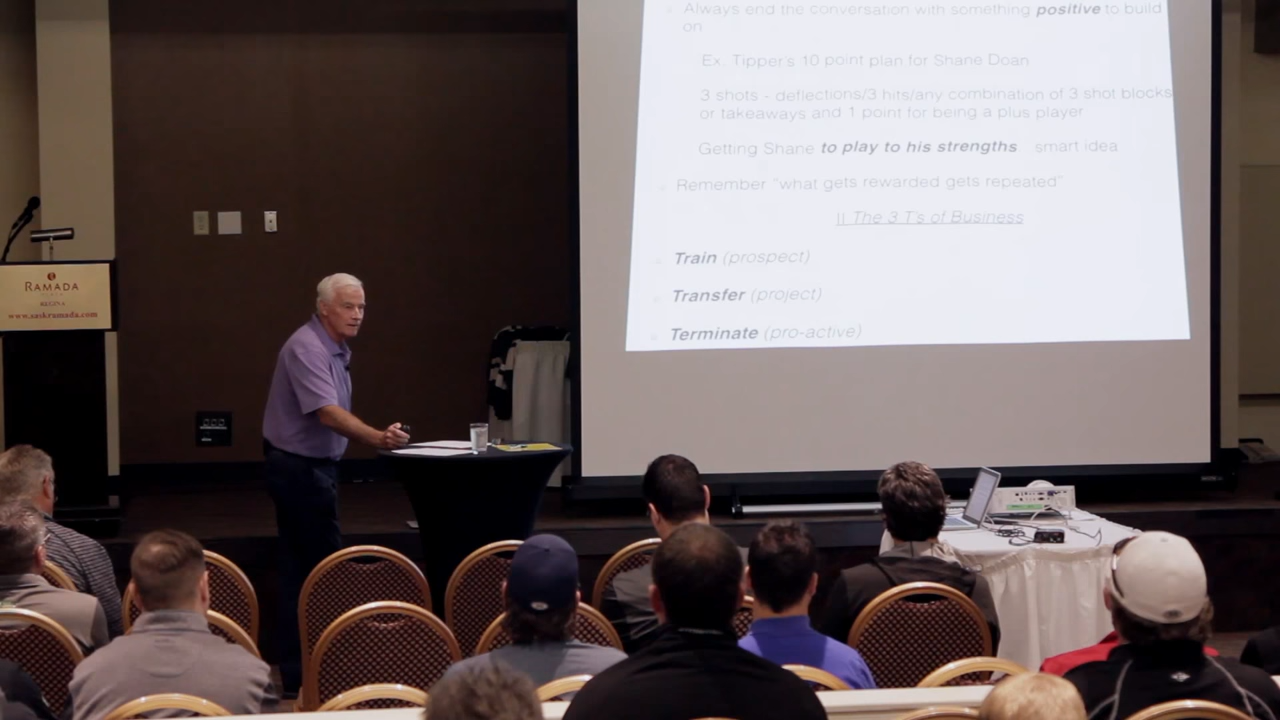 Always end the conversation with something positive to build
on
Ex. Tipper's 10 point plan for Shane Doan
3 shots - deflections/3 hits/any combination of 3 shot blocks
or takeaways and 1 point for being a plus player
Getting Shane to play to his strengths smart idea
Remember "what gets rewarded gets repeated"
II The 3 T's of Business
Train (prospect)
Transfer (project)
Terminate (pro-active)
RAMADA
REGINA
www.saskramada.com